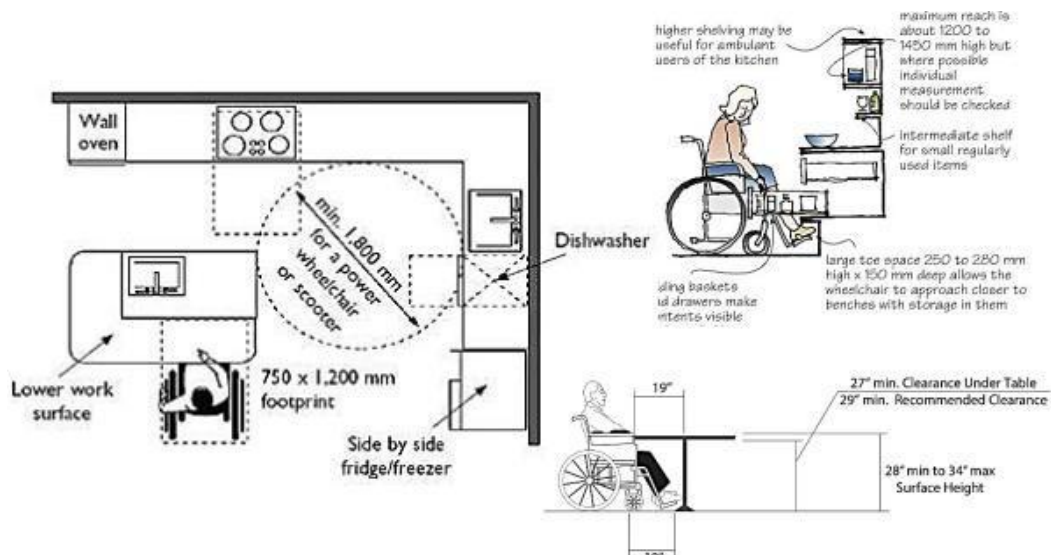 Wall
oven
min. 1,800 mm
for a power
wheelchair
or scooter
Dishwasher
Lower work
surface
750 x 1,200 mm
footprint
Side by side
fridge/freezer
higher shelving may be
useful for ambulant
users of the kitchen
maximum reach is
about 1200 to
1450 mm high but
where possible
individual
measurement
should be checked
intermediate shelf
for small regularly
used items
large toe space 250 to 280 mm
high x 150 mm deep allows the
wheelchair to approach closer to
benches with storage in them
ding baskets
d drawers make
ntents visible
19"
27" min. Clearance Under Table
29" min. Recommended Clearance
28" min to 34" max
Surface Height